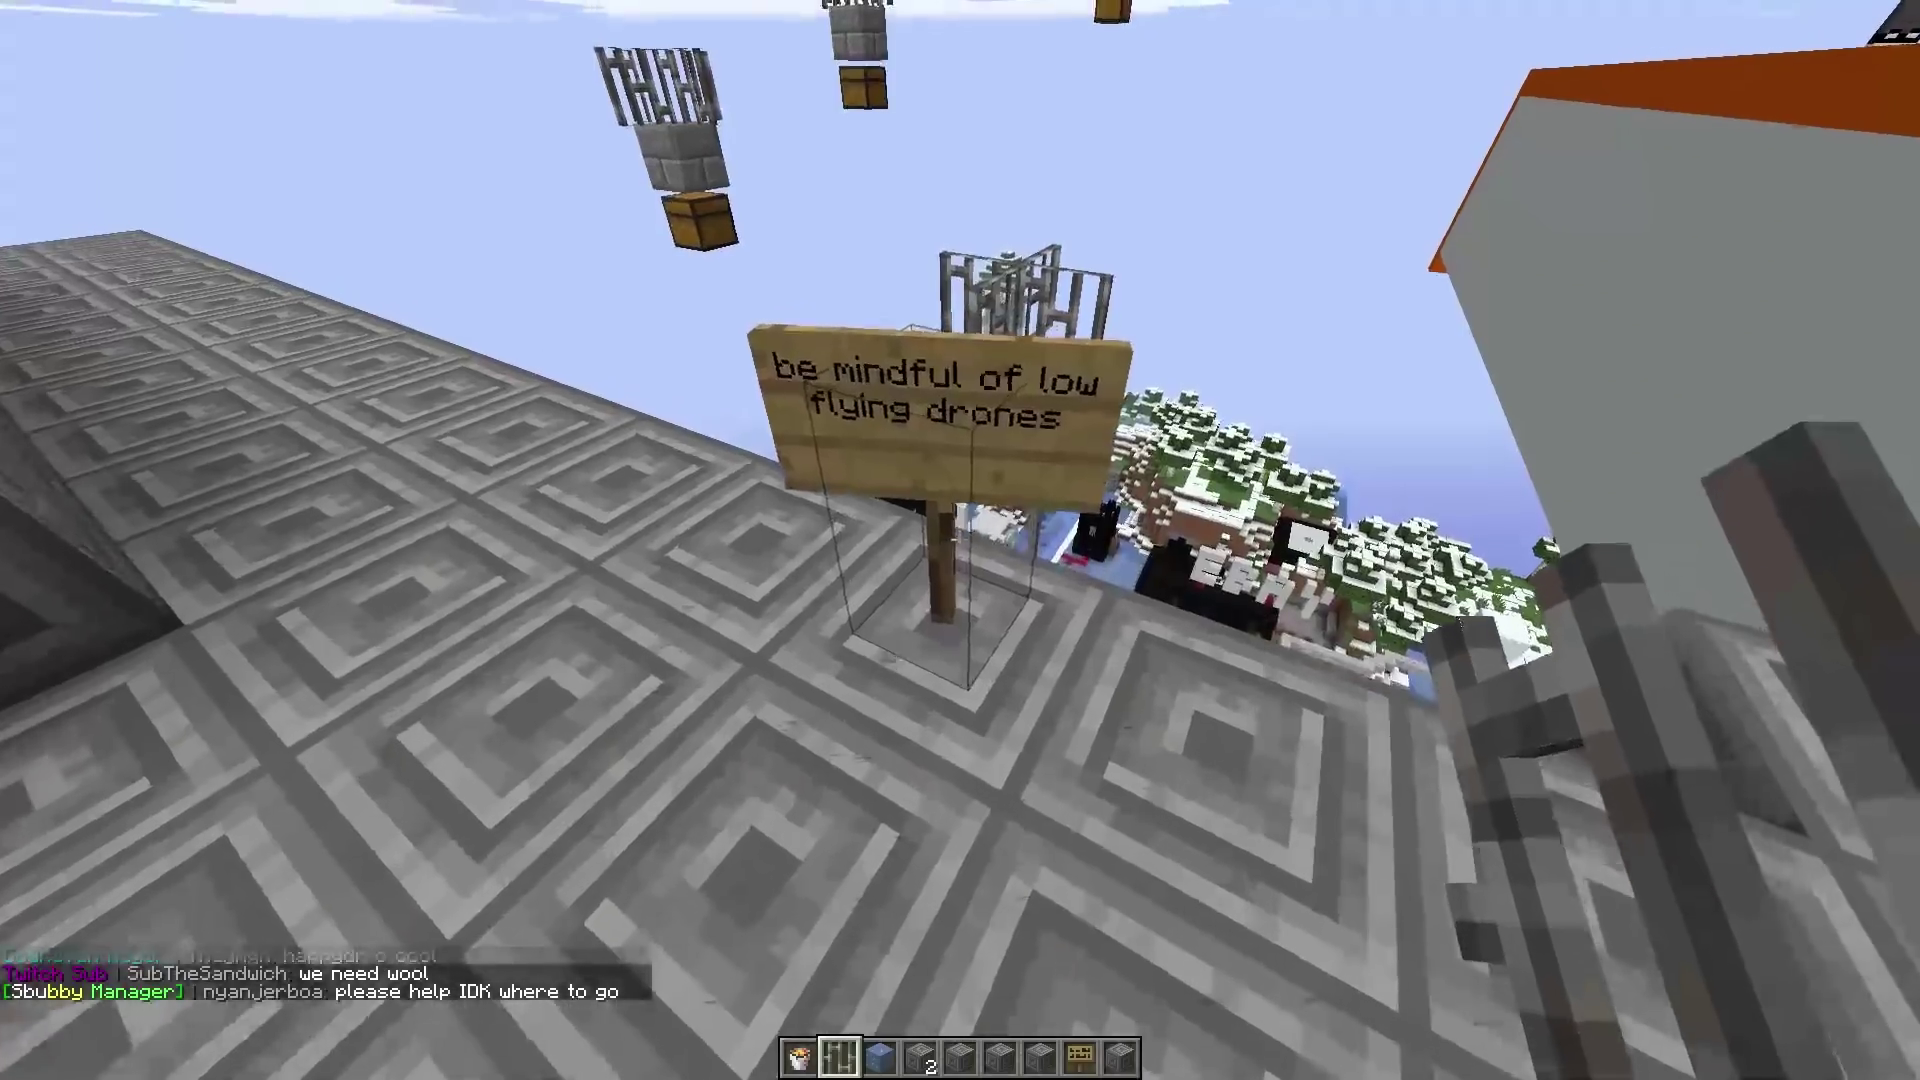 be mindful of low
flying drones
EBAY
Twitch Sub | SubTheSandwich: we need wool
[Sbubby Manager] | nyanjerboa: please help IDK where to go
2